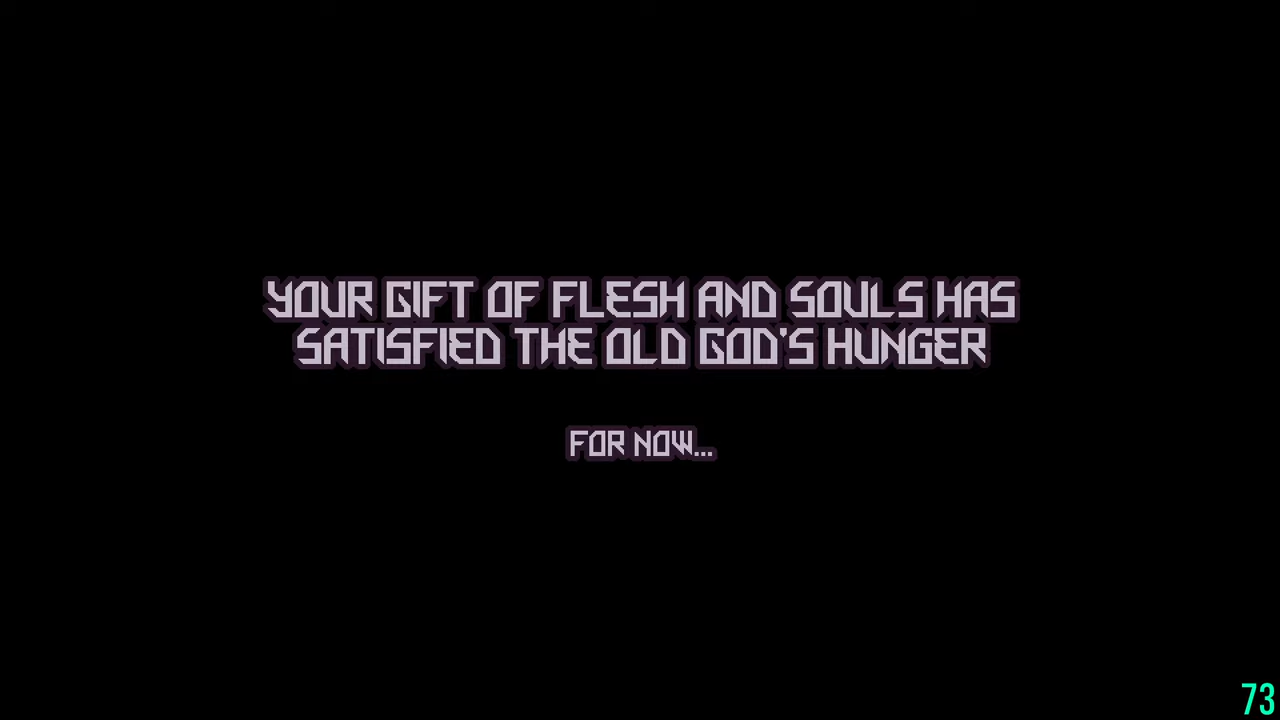 YOUR GIFT OF FLESH AND SOULS HAS
SATISFIED THE OLD GOD'S HUNGER
FOR NOW...
73